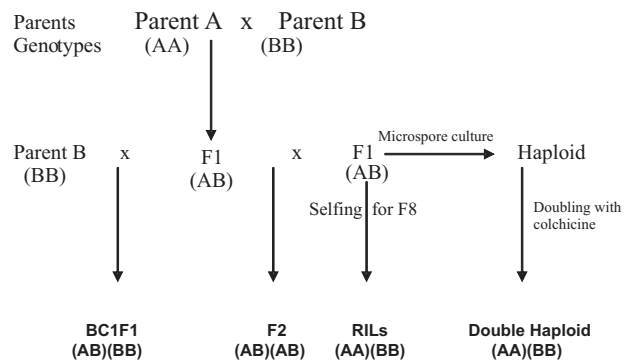 Parents Parent A x Parent B
Genotypes (AA) (BB)
Microspore culture
Parent B x F1 x F1 Haploid
(BB) (AB) (AB)
Selfing for F8
Doubling with
colchicine
BC1F1 F2 RILs Double Haploid
(AB)(BB) (AB)(AB) (AA)(BB) (AA)(BB)